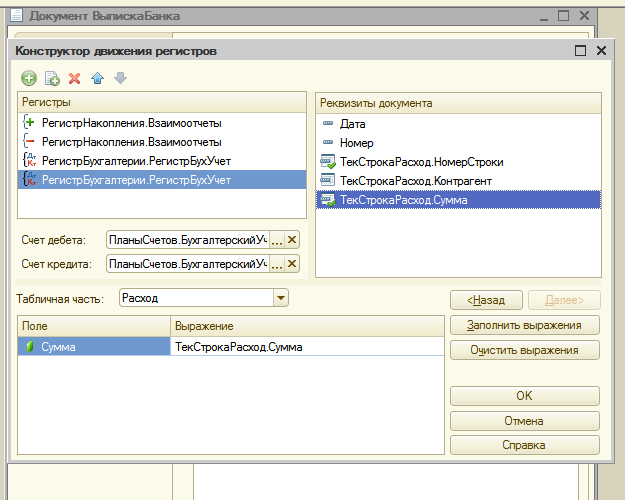 Документ ВыпискаБанка
Конструктор движения регистров
Регистры
РегистрНакопления.Взаимоотчеты
РегистрНакопления.Взаимоотчеты
РегистрБухгалтерии.РегистрБухУчет
РегистрБухгалтерии.РегистрБухУчет
Реквизиты документа
Дата
Номер
ТекСтрокаРасход.НомерСтроки
ТекСтрокаРасход.Контрагент
ТекСтрокаРасход.Сумма
Счет дебета: ПланыСчетов.БухгалтерскийУч ...
Счет кредита: ПланыСчетов.БухгалтерскийУч ...
Табличная часть: Расход
<Назад Далее>
Поле Выражение
Сумма ТекСтрокаРасход.Сумма
Заполнить выражения
Очистить выражения
OK
Отмена
Справка